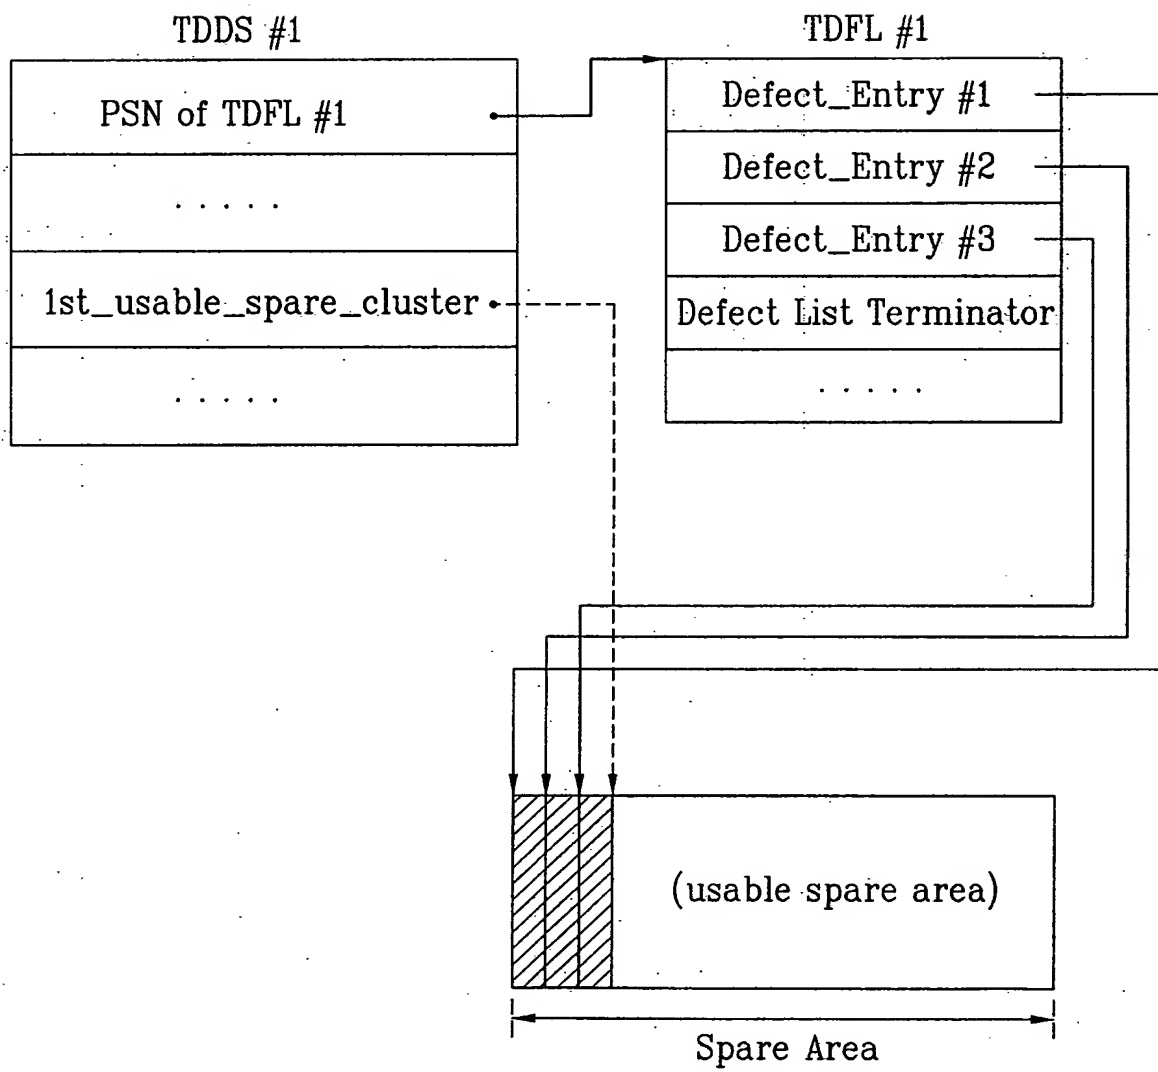 TDDS #1
PSN of TDFL #1
. . . . .
1st_usable_spare_cluster
. . . . .
TDFL #1
Defect_Entry #1
Defect_Entry #2
Defect_Entry #3
Defect List Terminator
. . . . .
(usable spare area)
Spare Area